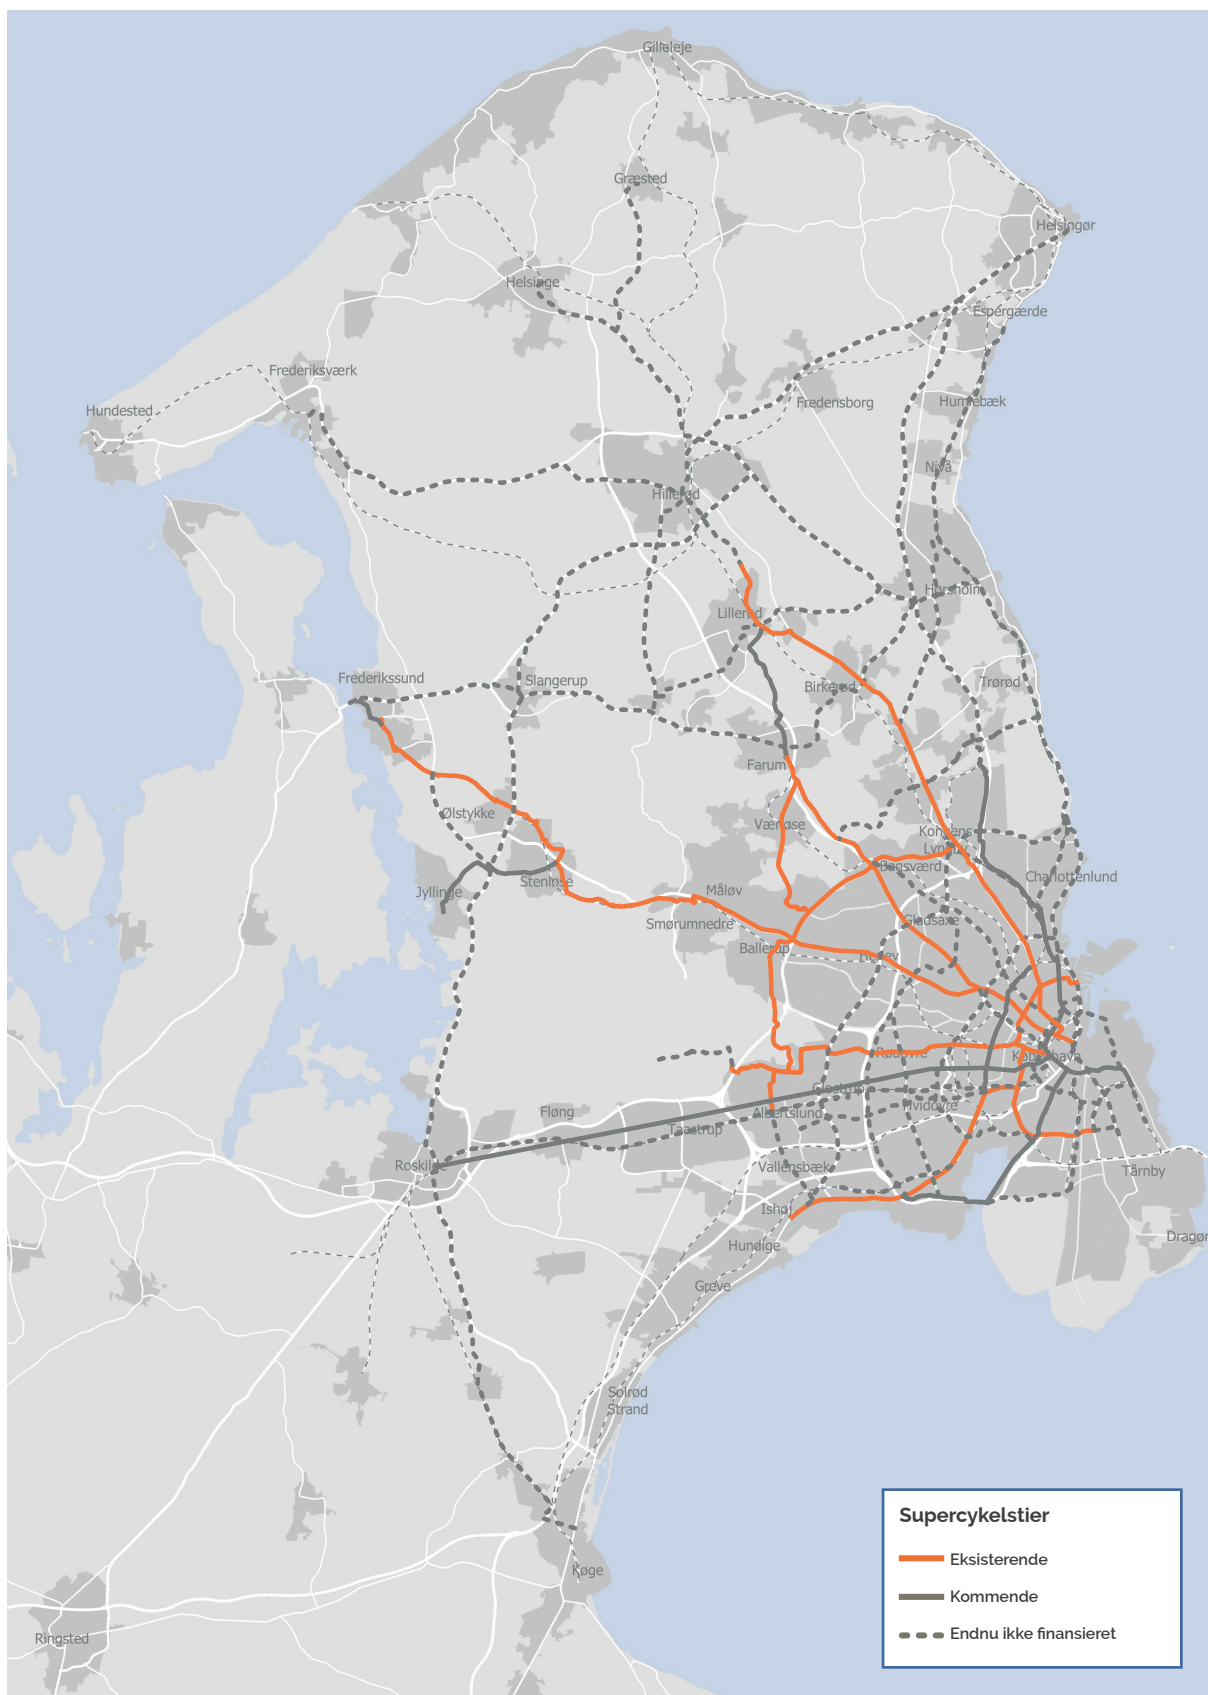 Gilleleje
Græsted
Helsingør
Helsinge
Espergærde
Frederiksværk
Hundested
Fredensborg
Humlebæk
Nivå
Hillerød
Hørsholm
Lillerød
Frederikssund
Slangerup
Birkerød
Trørød
Farum
Ølstykke
Værløse
Kongens
Lyngby
Bagsværd
Charlottenlund
Stenløse
Jyllinge
Måløv
Smørumnedre
Gladsaxe
Ballerup
Herlev
Rødovre
København
Glostrup
Fløng
Albertslund
Hvidovre
Taastrup
Roskilde
Vallensbæk
Tårnby
Ishøj
Hundige
Dragør
Greve
Solrød
Strand
Køge
Ringsted
Supercykelstier
Eksisterende
Kommende
Endnu ikke finansieret